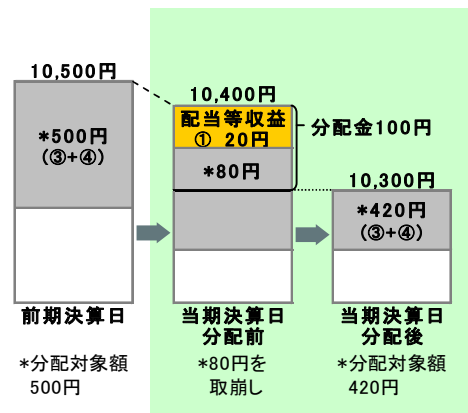 10,500円
*500円
(③+④)
前期決算日
*分配対象額
500円
10,400円
配当等収益
① 20円
*80円
分配金100円
当期決算日
分配前
*80円を
取崩し
10,300円
*420円
(③+④)
当期決算日
分配後
*分配対象額
420円